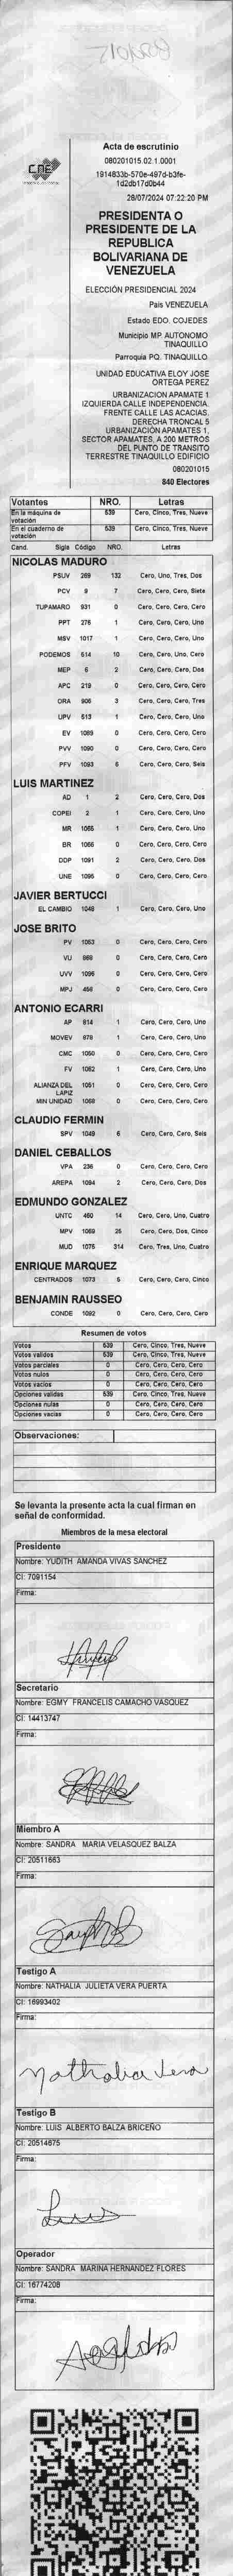 CNE
Acta de escrutinio
080201015.02.1.0001
1914833b-570e-497d-b3fe-
1d2db17d0b44
28/07/2024 07:22:20 PM
PRESIDENTA O
PRESIDENTE DE LA
REPUBLICA
BOLIVARIANA DE
VENEZUELA
ELECCIÓN PRESIDENCIAL 2024
Pais VENEZUELA
Estado EDO. COJEDES
Municipio MP. AUTONOMO
TINAQUILLO
Parroquia PQ. TINAQUILLO
UNIDAD EDUCATIVA ELOY JOSE
ORTEGA PEREZ
URBANIZACION APAMATE 1
IZQUIERDA CALLE INDEPENDENCIA.
FRENTE CALLE LAS ACACIAS.
DERECHA TRONCAL 5
URBANIZACIÓN APAMATES 1,
SECTOR APAMATES, A 200 METROS
DEL PUNTO DE TRANSITO
TERRESTRE TINAQUILLO EDIFICIO
080201015
840 Electores
Votantes NRO. Letras
En la máquina de votación 539 Cero, Cinco, Tres, Nueve
En el cuaderno de votación 539 Cero, Cinco, Tres, Nueve
Cand. Sigla Código NRO. Letras
NICOLAS MADURO
PSUV 269 132 Cero, Uno, Tres, Dos
PCV 9 7 Cero, Cero, Cero, Siete
TUPAMARO 931 0 Cero, Cero, Cero, Cero
PPT 276 1 Cero, Cero, Cero, Uno
MSV 1017 1 Cero, Cero, Cero, Uno
PODEMOS 514 10 Cero, Cero, Uno, Cero
MEP 6 2 Cero, Cero, Cero, Dos
APC 219 0 Cero, Cero, Cero, Cero
ORA 906 3 Cero, Cero, Cero, Tres
UPV 513 1 Cero, Cero, Cero, Uno
EV 1089 0 Cero, Cero, Cero, Cero
PVV 1090 0 Cero, Cero, Cero, Cero
PFV 1093 6 Cero, Cero, Cero, Seis
LUIS MARTINEZ
AD 1 2 Cero, Cero, Cero, Dos
COPEI 2 1 Cero, Cero, Cero, Uno
MR 1065 1 Cero, Cero, Cero, Uno
BR 1066 0 Cero, Cero, Cero, Cero
DDP 1091 2 Cero, Cero, Cero, Dos
UNE 1095 0 Cero, Cero, Cero, Cero
JAVIER BERTUCCI
EL CAMBIO 1048 1 Cero, Cero, Cero, Uno
JOSE BRITO
PV 1053 0 Cero, Cero, Cero, Cero
VU 868 0 Cero, Cero, Cero, Cero
UVV 1096 0 Cero, Cero, Cero, Cero
MPJ 458 0 Cero, Cero, Cero, Cero
ANTONIO ECARRI
AP 814 1 Cero, Cero, Cero, Uno
MOVEV 878 1 Cero, Cero, Cero, Uno
CMC 1050 0 Cero, Cero, Cero, Cero
FV 1062 1 Cero, Cero, Cero, Uno
ALIANZA DEL LAPIZ 1051 0 Cero, Cero, Cero, Cero
MIN UNIDAD 1068 0 Cero, Cero, Cero, Cero
CLAUDIO FERMIN
SPV 1049 6 Cero, Cero, Cero, Seis
DANIEL CEBALLOS
VPA 236 0 Cero, Cero, Cero, Cero
AREPA 1094 2 Cero, Cero, Cero, Dos
EDMUNDO GONZALEZ
UNTC 460 14 Cero, Cero, Uno, Cuatro
MPV 1069 25 Cero, Cero, Dos, Cinco
MUD 1075 314 Cero, Tres, Uno, Cuatro
ENRIQUE MARQUEZ
CENTRADOS 1073 5 Cero, Cero, Cero, Cinco
BENJAMIN RAUSSEO
CONDE 1092 0 Cero, Cero, Cero, Cero
Resumen de votos
Votos 539 Cero, Cinco, Tres, Nueve
Votos validos 539 Cero, Cinco, Tres, Nueve
Votos parciales 0 Cero, Cero, Cero, Cero
Votos nulos 0 Cero, Cero, Cero, Cero
Votos vacios 0 Cero, Cero, Cero, Cero
Opciones validas 539 Cero, Cinco, Tres, Nueve
Opciones nulas 0 Cero, Cero, Cero, Cero
Opciones vacias 0 Cero, Cero, Cero, Cero
Observaciones:
Se levanta la presente acta la cual firman en
señal de conformidad.
Miembros de la mesa electoral
Presidente
Nombre: YUDITH AMANDA VIVAS SANCHEZ
CI: 7091154
Firma:
Secretario
Nombre: EGMY FRANCELIS CAMACHO VASQUEZ
CI: 14413747
Firma:
Miembro A
Nombre: SANDRA MARIA VELASQUEZ BALZA
CI: 20511663
Firma:
Testigo A
Nombre: NATHALIA JULIETA VERA PUERTA
CI: 16993402
Firma:
Nathalia Vera
Testigo B
Nombre: LUIS ALBERTO BALZA BRICEÑO
CI: 20514675
Firma:
Luis
Operador
Nombre: SANDRA MARINA HERNANDEZ FLORES
CI: 16774208
Firma: